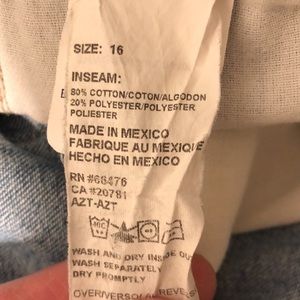 SIZE: 16
INSEAM:
80% COTTON/COTON/ALGODON
20% POLYESTER/POLYESTER
POLIESTER
MADE IN MEXICO
FABRIQUE AU MEXIQUE
HECHO EN MEXICO
RN #66476
CA #20781
AZT-AZT
WASH AND DRY INSIDE OUT
WASH SEPARATELY
DRY PROMPTLY